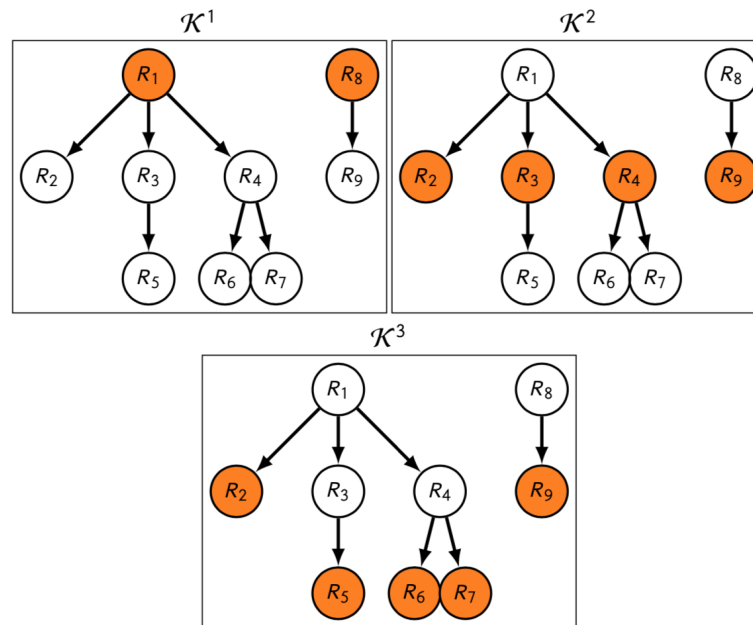 𝒦¹ 𝒦²
R₁ R₈ R₁ R₈
R₂ R₃ R₄ R₉ R₂ R₃ R₄ R₉
R₅ R₆ R₇ R₅ R₆ R₇
𝒦³
R₁ R₈
R₂ R₃ R₄ R₉
R₅ R₆ R₇